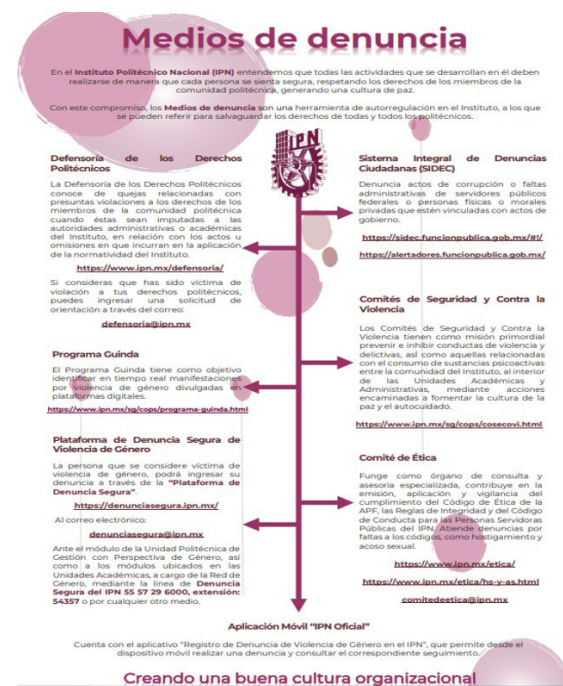 Medios de denuncia
En el Instituto Politécnico Nacional (IPN) entendemos que todas las actividades que se desarrollan en él deben
realizarse de manera que cada persona se sienta segura, respetando los derechos de los miembros de la
comunidad politécnica, generando una cultura de paz.
Con este compromiso, los Medios de denuncia son una herramienta de autorregulación en el Instituto, a los que
se pueden referir para salvaguardar los derechos de todas y todos los politécnicos.
IPN
Defensoría de los Derechos
Politécnicos
La Defensoría de los Derechos Politécnicos
conoce de quejas relacionadas con
presuntas violaciones a los derechos de los
miembros de la comunidad politécnica
cuando éstas sean imputadas a las
autoridades administrativas o académicas
del Instituto, en relación con los actos u
omisiones en que incurran en la aplicación
de la normatividad del Instituto.
https://www.ipn.mx/defensoria/
Si consideras que has sido víctima de
violación a tus derechos politécnicos,
puedes ingresar una solicitud de
orientación a través del correo:
defensoria@ipn.mx
Programa Guinda
El Programa Guinda tiene como objetivo
identificar en tiempo real manifestaciones
por violencia de género divulgadas en
plataformas digitales.
https://www.ipn.mx/sg/cops/programa-guinda.html
Plataforma de Denuncia Segura de
Violencia de Género
La persona que se considere víctima de
violencia de género, podrá ingresar su
denuncia a través de la "Plataforma de
Denuncia Segura"
https://denunciasegura.ipn.mx/
Al correo electrónico:
denunciasegura@ipn.mx
Ante el módulo de la Unidad Politécnica de
Gestión con Perspectiva de Género, así
como a los módulos ubicados en las
Unidades Académicas, a cargo de la Red de
Género, mediante la línea de Denuncia
Segura del IPN 55 57 29 6000, extensión:
54357 o por cualquier otro medio.
Sistema Integral de Denuncias
Ciudadanas (SIDEC)
Denuncia actos de corrupción o faltas
administrativas de servidores públicos
federales o personas físicas o morales
privadas que estén vinculadas con actos de
gobierno.
https://sidec.funcionpublica.gob.mx/#!/
https://alertadores.funcionpublica.gob.mx/
Comités de Seguridad y Contra la
Violencia
Los Comités de Seguridad y Contra la
Violencia tienen como misión primordial
prevenir e inhibir conductas de violencia y
delictivas, así como aquellas relacionadas
con el consumo de sustancias psicoactivas
entre la comunidad del Instituto, al interior
de las Unidades Académicas y
Administrativas, mediante acciones
encaminadas a fomentar la cultura de la
paz y el autocuidado.
https://www.ipn.mx/sg/cops/cosecovi.html
Comité de Ética
Funge como órgano de consulta y
asesoría especializada, contribuye en la
emisión, aplicación y vigilancia del
cumplimiento del Código de Ética de la
APF, las Reglas de Integridad y del Código
de Conducta para las Personas Servidoras
Públicas del IPN. Atiende denuncias por
faltas a los códigos, como hostigamiento y
acoso sexual.
https://www.ipn.mx/etica/
https://www.ipn.mx/etica/hs-y-as.html
comitedeetica@ipn.mx
Aplicación Móvil "IPN Oficial"
Cuenta con el aplicativo "Registro de Denuncia de Violencia de Género en el IPN", que permite desde el
dispositivo móvil realizar una denuncia y consultar el correspondiente seguimiento.
Creando una buena cultura organizacional